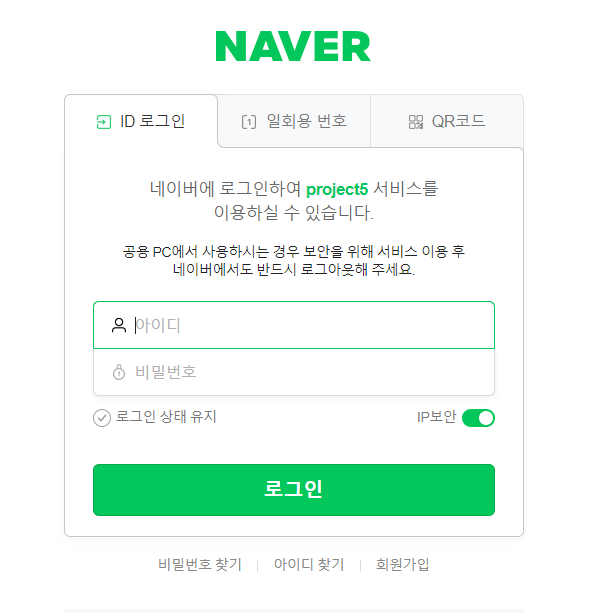 NAVER
ID 로그인
일회용 번호
QR코드
네이버에 로그인하여 project5 서비스를
이용하실 수 있습니다.
공용 PC에서 사용하시는 경우 보안을 위해 서비스 이용 후
네이버에서도 반드시 로그아웃해 주세요.
아이디
비밀번호
로그인 상태 유지
IP보안
로그인
비밀번호 찾기
아이디 찾기
회원가입